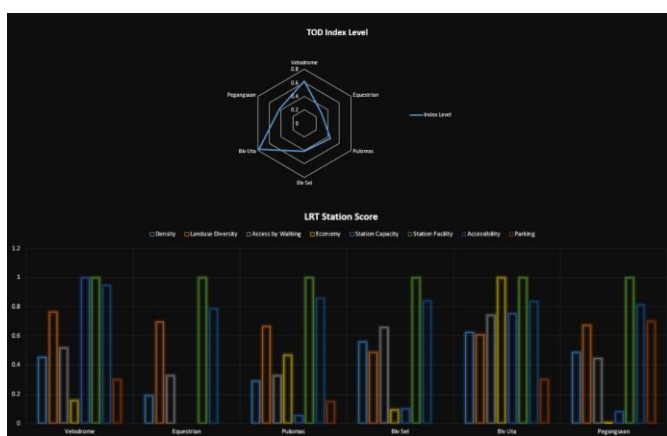 TOD Index Level
Velodrome
0.8
Pegangsaan 0.6 Equestrian
0.4
0.2
0
Index Level
Blv Uta Pulomas
Blv Sel
LRT Station Score
Density Landuse Diversity Access by Walking Economy Station Capacity Station Facility Accessibility Parking
1.2
1
0.8
0.6
0.4
0.2
0
Velodrome Equestrian Pulomas Blv Sel Blv Uta Pegangsaan